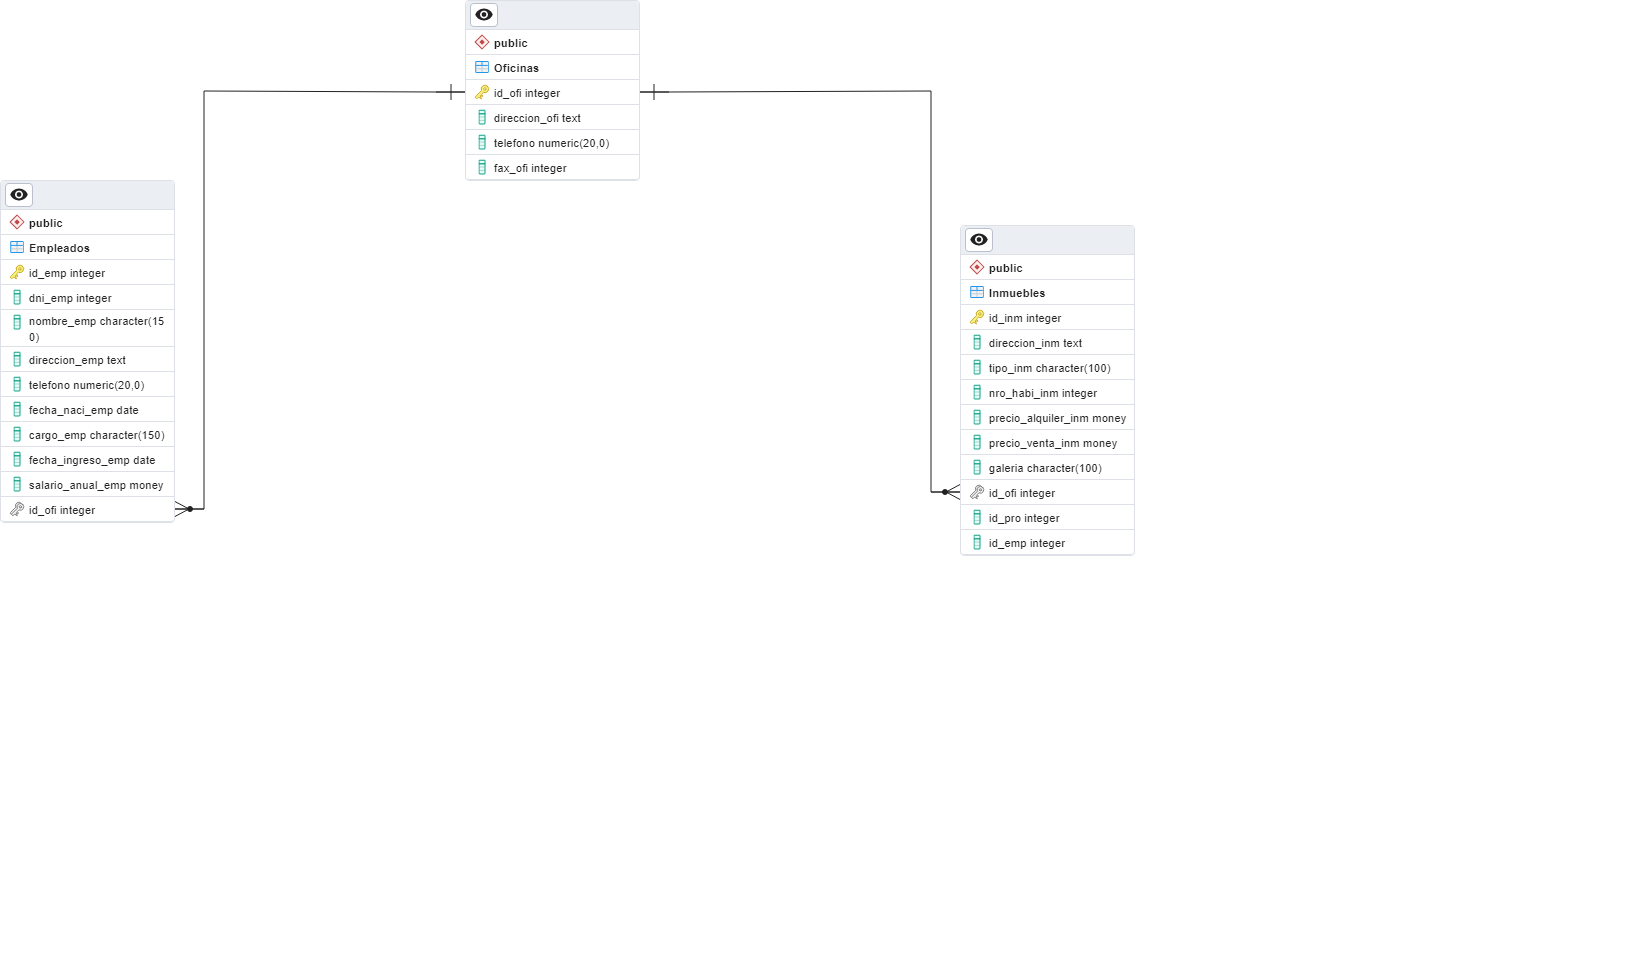 public
Oficinas
id_ofi integer
direccion_ofi text
telefono numeric(20,0)
fax_ofi integer
public
Empleados
id_emp integer
dni_emp integer
nombre_emp character(15
0)
direccion_emp text
telefono numeric(20,0)
fecha_naci_emp date
cargo_emp character(150)
fecha_ingreso_emp date
salario_anual_emp money
id_ofi integer
public
Inmuebles
id_inm integer
direccion_inm text
tipo_inm character(100)
nro_habi_inm integer
precio_alquiler_inm money
precio_venta_inm money
galeria character(100)
id_ofi integer
id_pro integer
id_emp integer